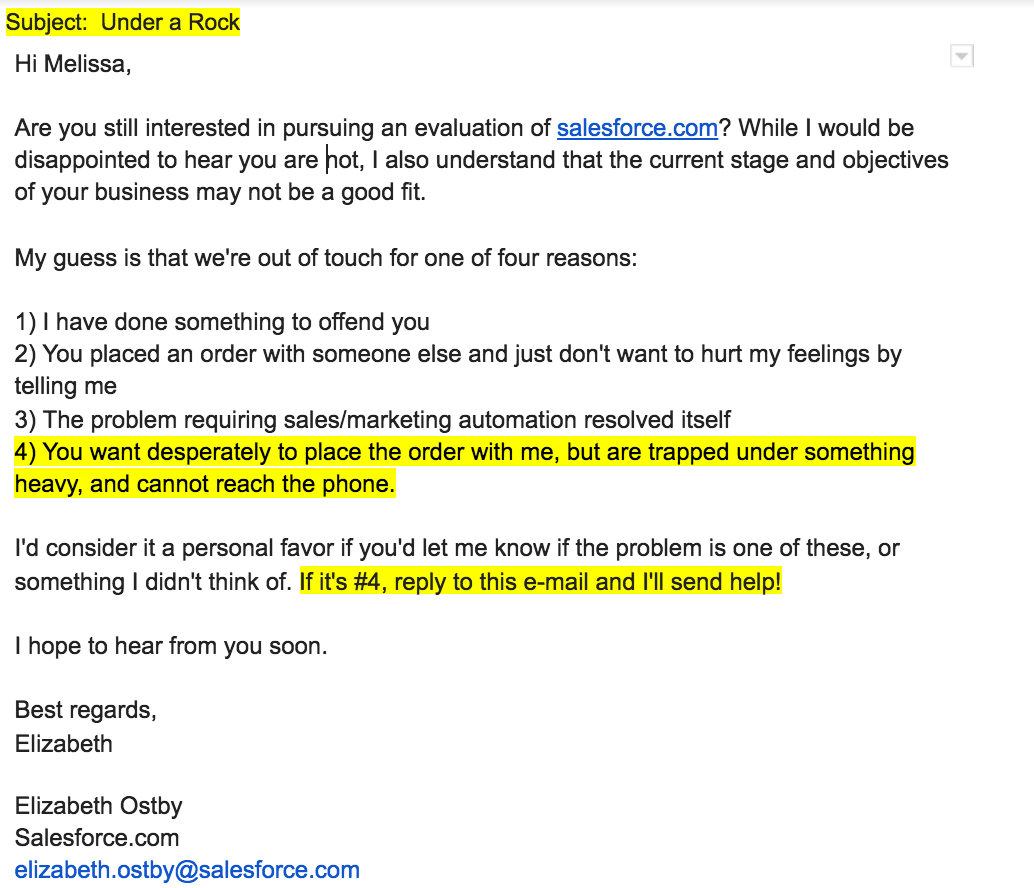 Subject:  Under a Rock
Hi Melissa,
Are you still interested in pursuing an evaluation of salesforce.com? While I would be
disappointed to hear you are not, I also understand that the current stage and objectives
of your business may not be a good fit.
My guess is that we're out of touch for one of four reasons:
1) I have done something to offend you
2) You placed an order with someone else and just don't want to hurt my feelings by
telling me
3) The problem requiring sales/marketing automation resolved itself
4) You want desperately to place the order with me, but are trapped under something
heavy, and cannot reach the phone.
I'd consider it a personal favor if you'd let me know if the problem is one of these, or
something I didn't think of. If it's #4, reply to this e-mail and I'll send help!
I hope to hear from you soon.
Best regards,
Elizabeth
Elizabeth Ostby
Salesforce.com
elizabeth.ostby@salesforce.com